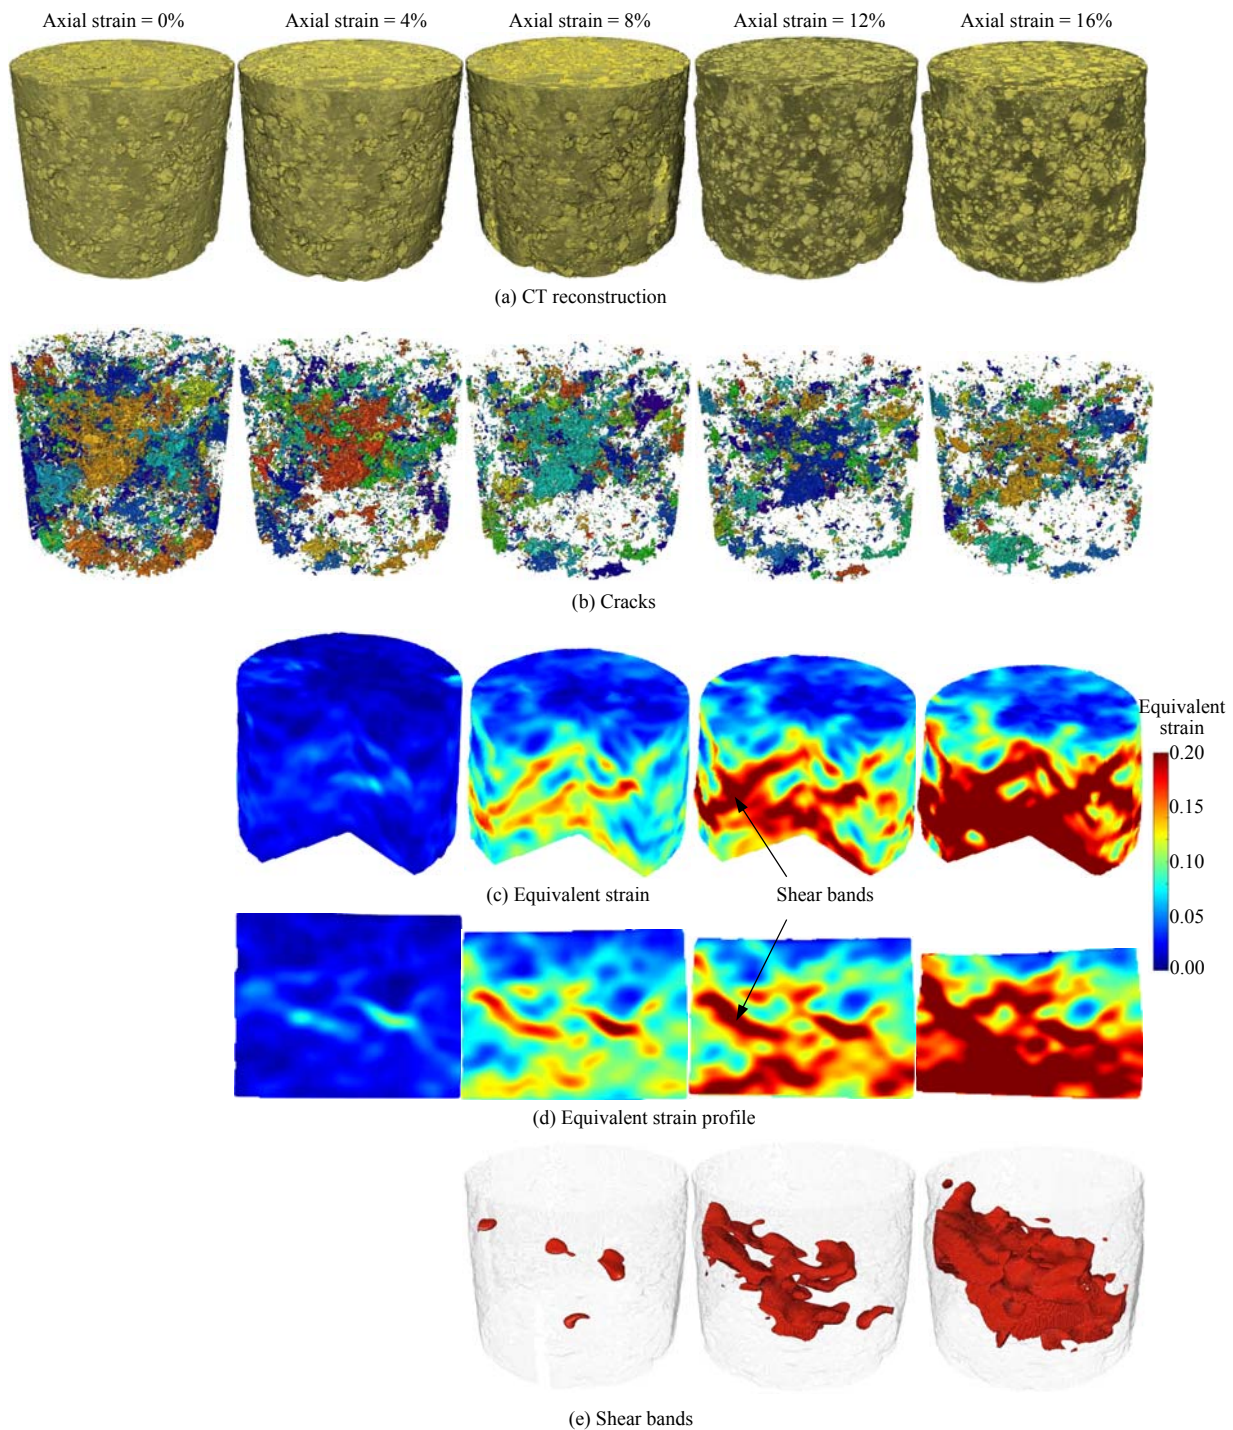 Axial strain = 0%
Axial strain = 4%
Axial strain = 8%
Axial strain = 12%
Axial strain = 16%
(a) CT reconstruction
(b) Cracks
Equivalent
strain
0.20
0.15
0.10
0.05
0.00
(c) Equivalent strain
Shear bands
(d) Equivalent strain profile
(e) Shear bands